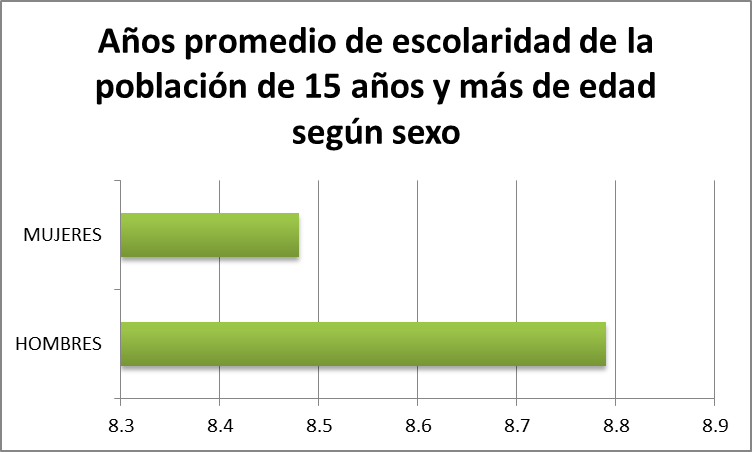 Años promedio de escolaridad de la
población de 15 años y más de edad
según sexo
MUJERES
HOMBRES
8.3 8.4 8.5 8.6 8.7 8.8 8.9